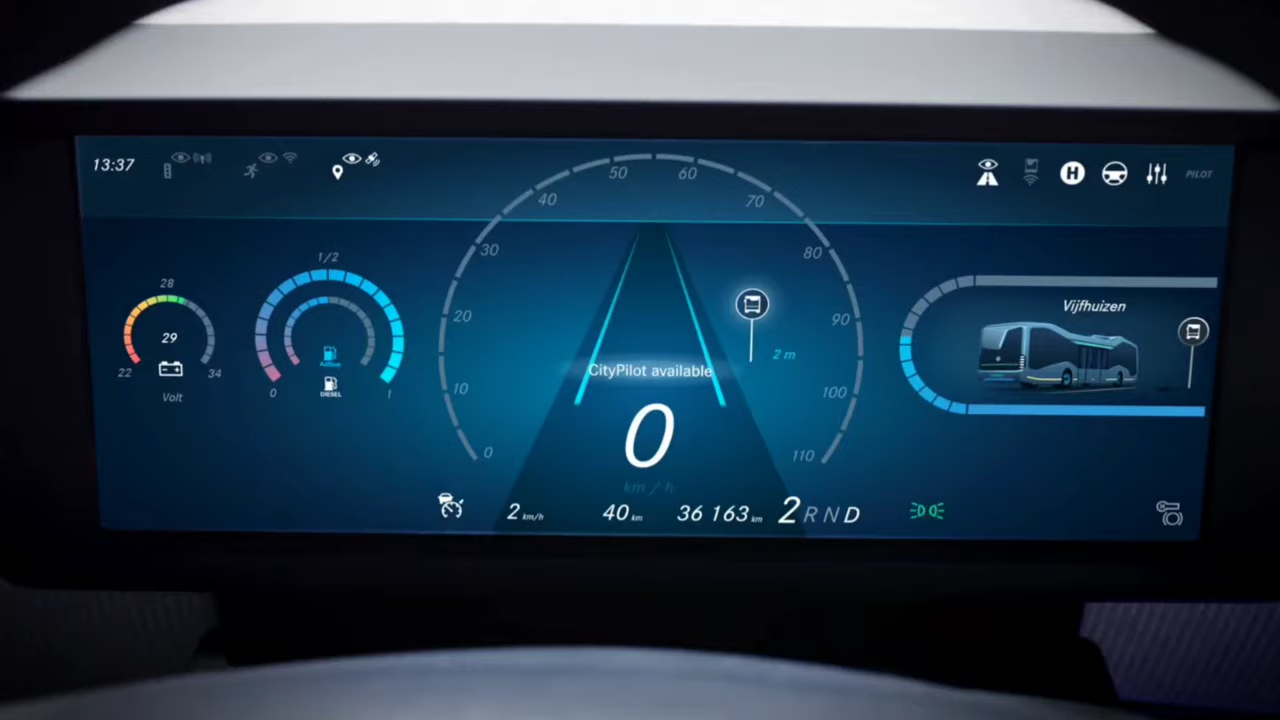 13:37
PILOT
50 60
40 70
30 80
20 90
10 100
0 110
28
29
22 34
Volt
1/2
0 1
DIESEL
Vijfhuizen
2 m
CityPilot available
0
km / h
2 km/h 40 km 36 163 km 2 R N D
H